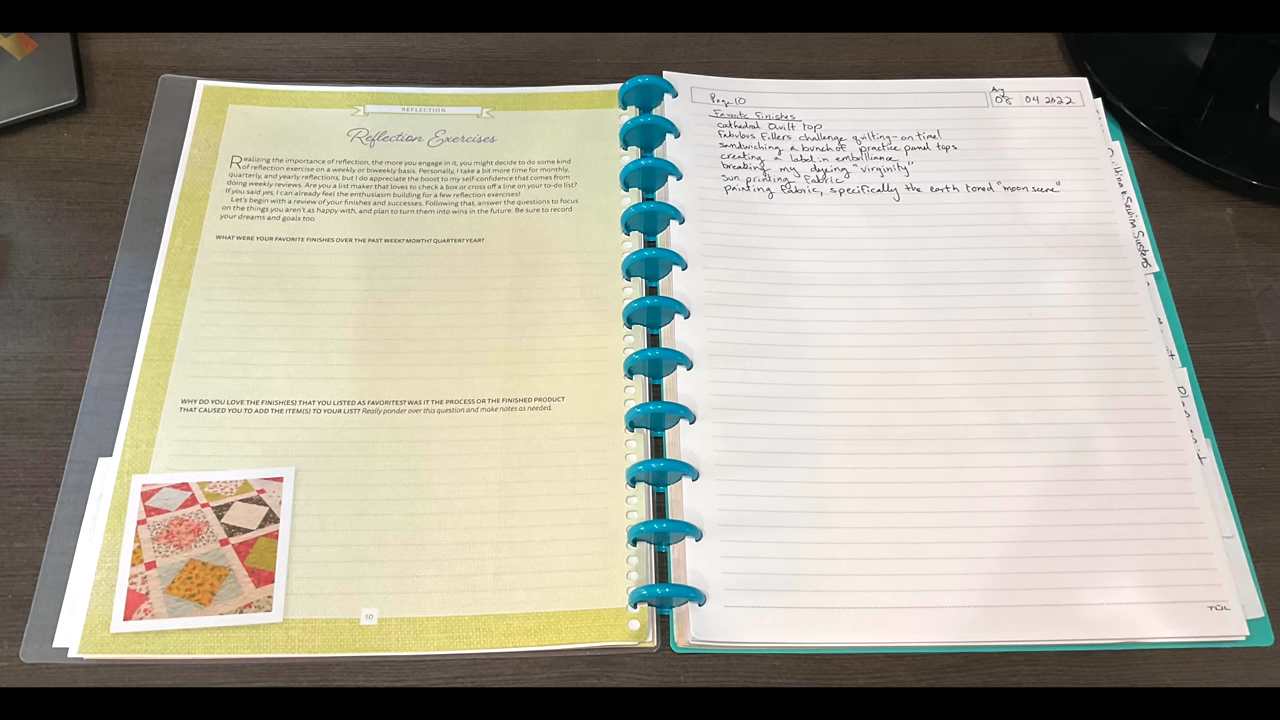 REFLECTION
Reflection Exercises
Realizing the importance of reflection, the more you engage in it, you might decide to do some kind
of reflection exercise on a weekly or biweekly basis. Personally, I take a bit more time for monthly,
quarterly, and yearly reflections, but I do appreciate the boost to my self-confidence that comes from
doing weekly reviews. Are you a list maker that loves to check a box or cross off a line on your to-do list?
If you said yes, I can already feel the enthusiasm building for a few reflection exercises!
Let's begin with a review of your finishes and successes. Following that, answer the questions to focus
on the things you aren't as happy with, and plan to turn them into wins in the future. Be sure to record
your dreams and goals too.
WHAT WERE YOUR FAVORITE FINISHES OVER THE PAST WEEK? MONTH? QUARTER? YEAR?
WHY DO YOU LOVE THE FINISH(ES) THAT YOU LISTED AS FAVORITES? WAS IT THE PROCESS OR THE FINISHED PRODUCT
THAT CAUSED YOU TO ADD THE ITEM(S) TO YOUR LIST? Really ponder over this question and make notes as needed.
10
Page 10
Aug
08 04 2022
Favorite Finishes
cathedral Quilt top
Fabulous Fillers challenge quilting - on time!
sandwiching a bunch of practice panel tops
creating a label in embrilliance
breaking my dyeing "virginity"
sun printing fabric
painting fabric, specifically the earth toned "moon scene"
TUL
Sewing Systems